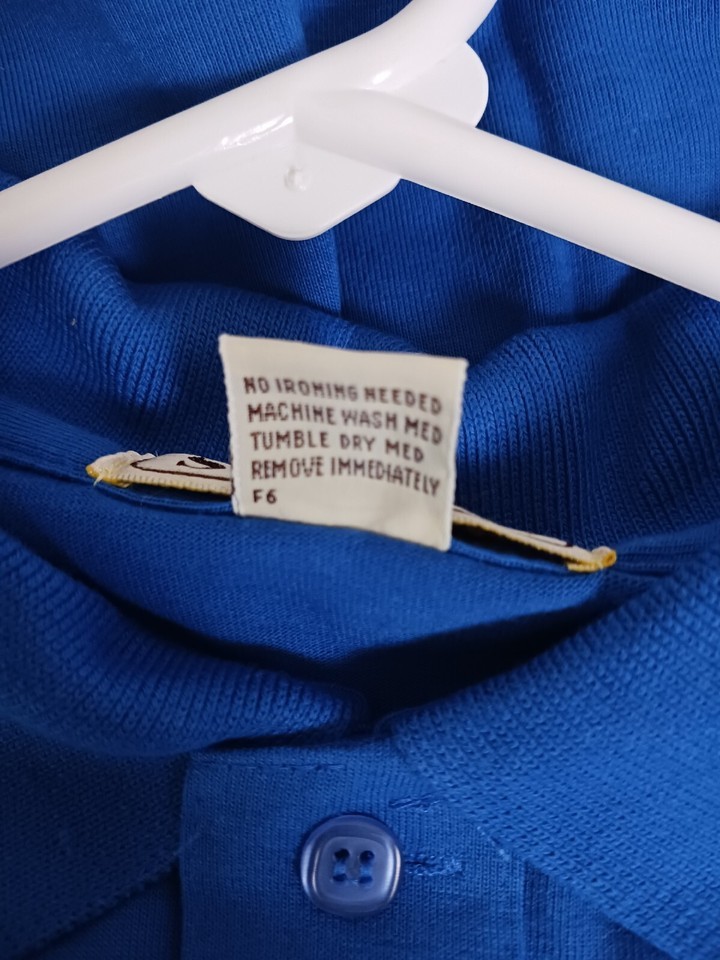 NO IRONING NEEDED
MACHINE WASH MED
TUMBLE DRY MED
REMOVE IMMEDIATELY
F6